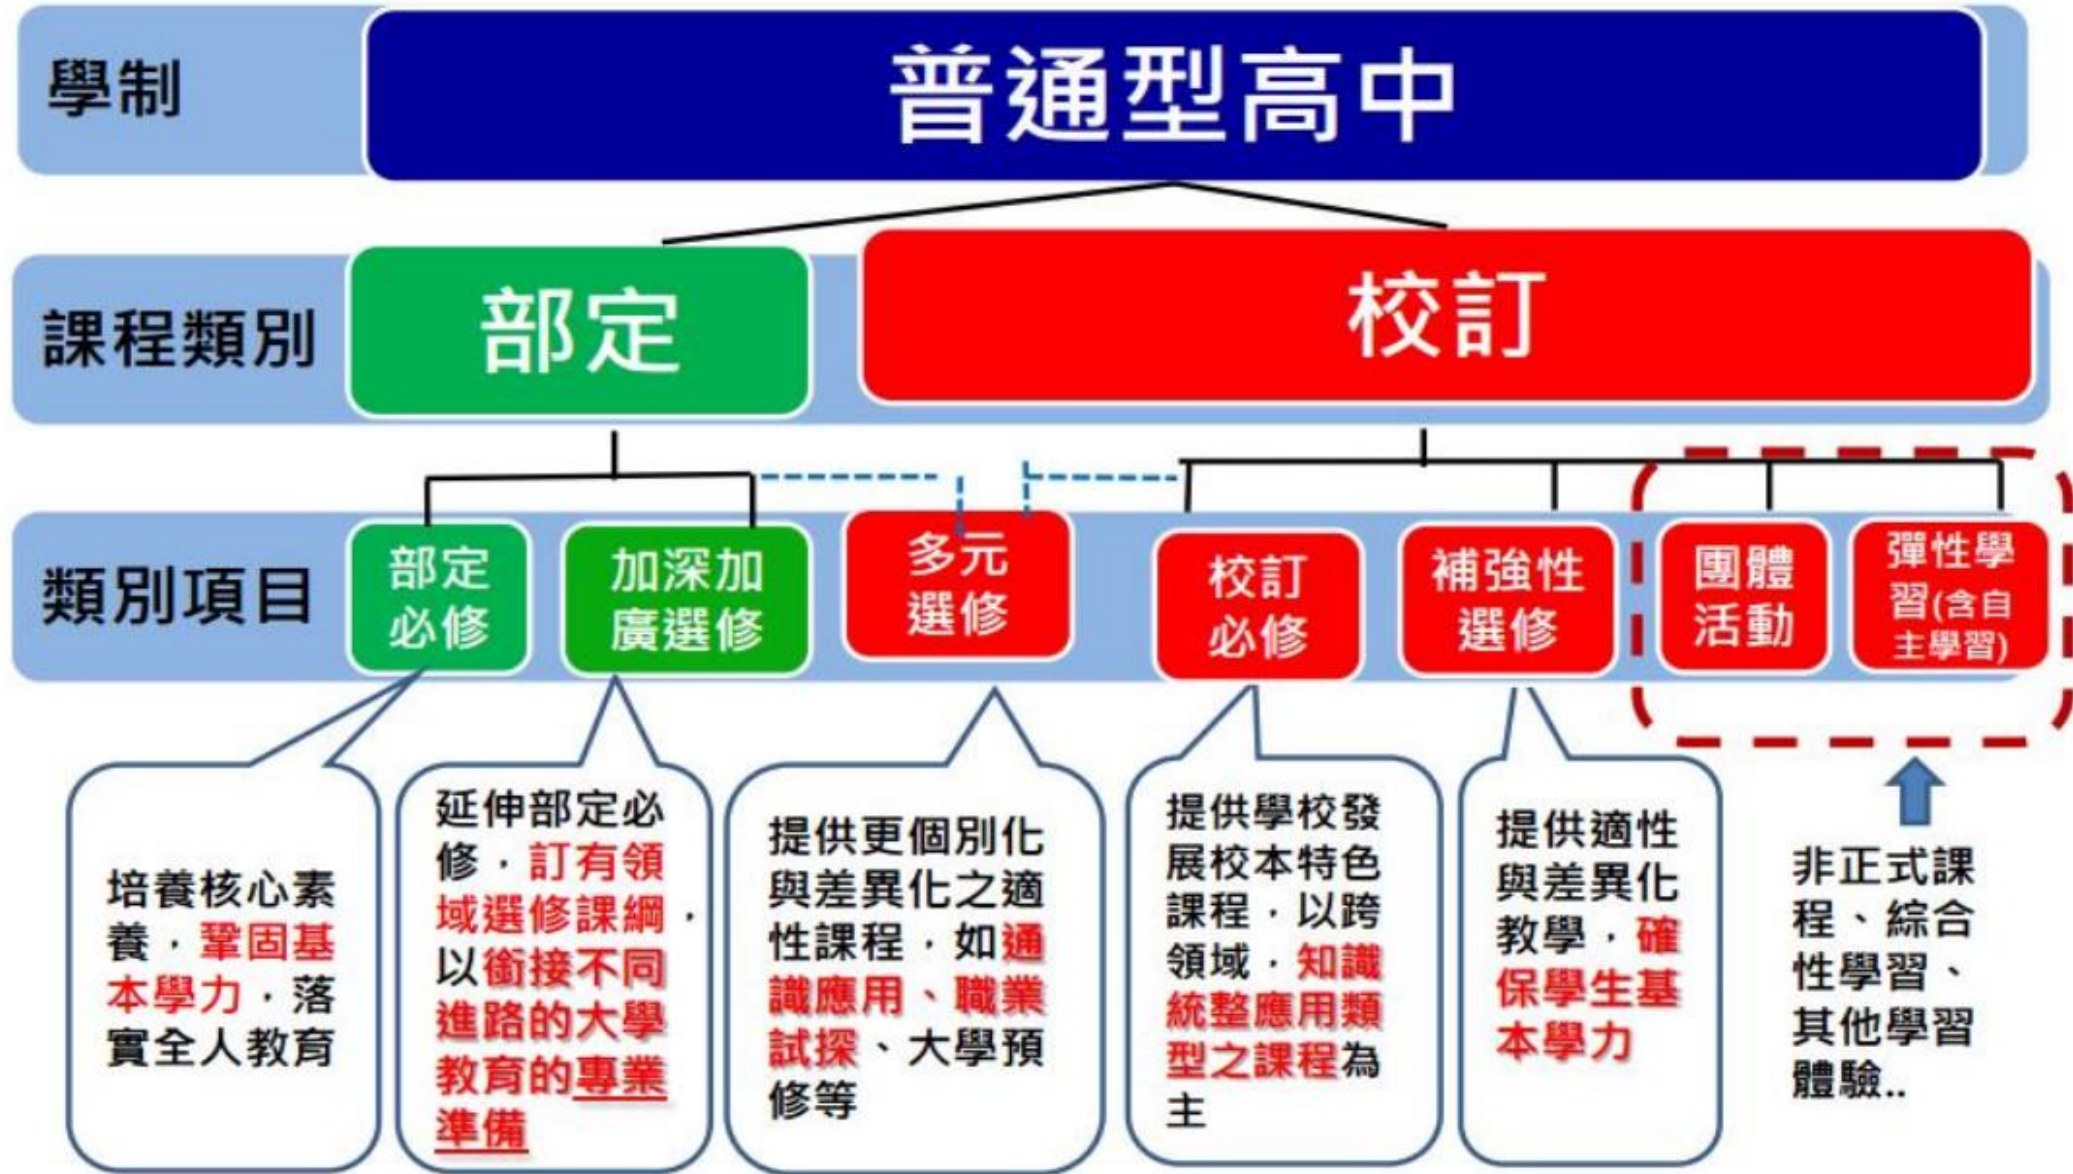 學制
普通型高中
課程類別
部定
校訂
類別項目
部定
必修
加深加
廣選修
多元
選修
校訂
必修
補強性
選修
團體
活動
彈性學
習(含自
主學習)
培養核心素
養，鞏固基
本學力，落
實全人教育
延伸部定必
修，訂有領
域選修課綱，
以銜接不同
進路的大學
教育的專業
準備
提供更個別化
與差異化之適
性課程，如通
識應用、職業
試探、大學預
修等
提供學校發
展校本特色
課程，以跨
領域，知識
統整應用類
型之課程為
主
提供適性
與差異化
教學，確
保學生基
本學力
非正式課
程、綜合
性學習、
其他學習
體驗..